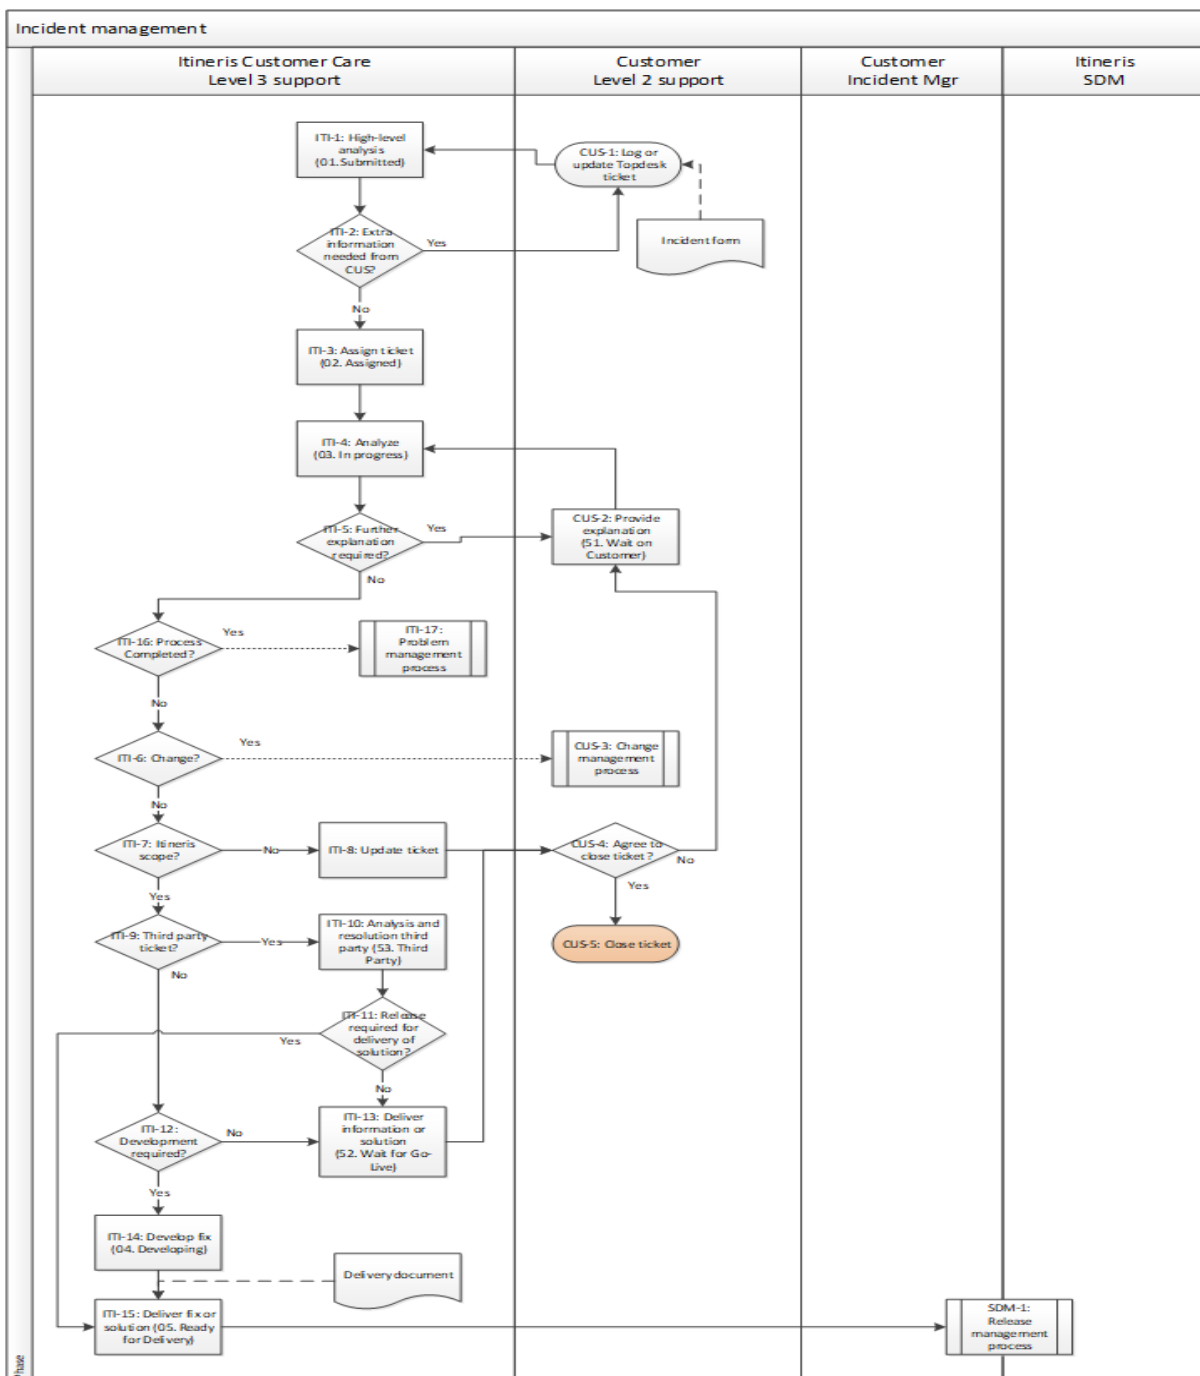 Incident management
Itineris Customer Care
Level 3 support
Customer
Level 2 support
Customer
Incident Mgr
Itineris
SDM
ITI-1: High-level
analysis
(01.Submitted)
CUS-1: Log or
update Topdesk
ticket
ITI-2: Extra
information
needed from
CUS?
Yes
Incident form
No
ITI-3: Assign ticket
(02. Assigned)
ITI-4: Analyze
(03. In progress)
ITI-5: Further
explanation
required?
Yes
CUS-2: Provide
explanation
(51. Wait on
Customer)
No
ITI-16: Process
Completed?
Yes
ITI-17:
Problem
management
process
No
ITI-6: Change?
Yes
CUS-3: Change
management
process
No
ITI-7: Itineris
scope?
No
ITI-8: Update ticket
CUS-4: Agree to
close ticket?
No
Yes
Yes
ITI-9: Third party
ticket?
Yes
ITI-10: Analysis and
resolution third
party (53. Third
Party)
CUS-5: Close ticket
No
ITI-11: Release
required for
delivery of
solution?
Yes
No
ITI-12:
Development
required?
No
ITI-13: Deliver
information or
solution
(52. Wait for Go-
Live)
Yes
ITI-14: Develop fix
(04. Developing)
Delivery document
ITI-15: Deliver fix or
solution (05. Ready
for Delivery)
SDM-1:
Release
management
process
Phase